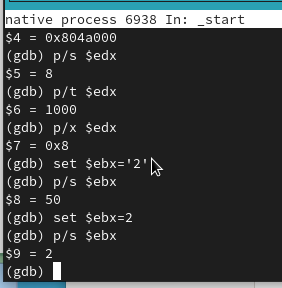 native process 6938 In: _start
$4 = 0x804a000
(gdb) p/s $edx
$5 = 8
(gdb) p/t $edx
$6 = 1000
(gdb) p/x $edx
$7 = 0x8
(gdb) set $ebx='2'
(gdb) p/s $ebx
$8 = 50
(gdb) set $ebx=2
(gdb) p/s $ebx
$9 = 2
(gdb)